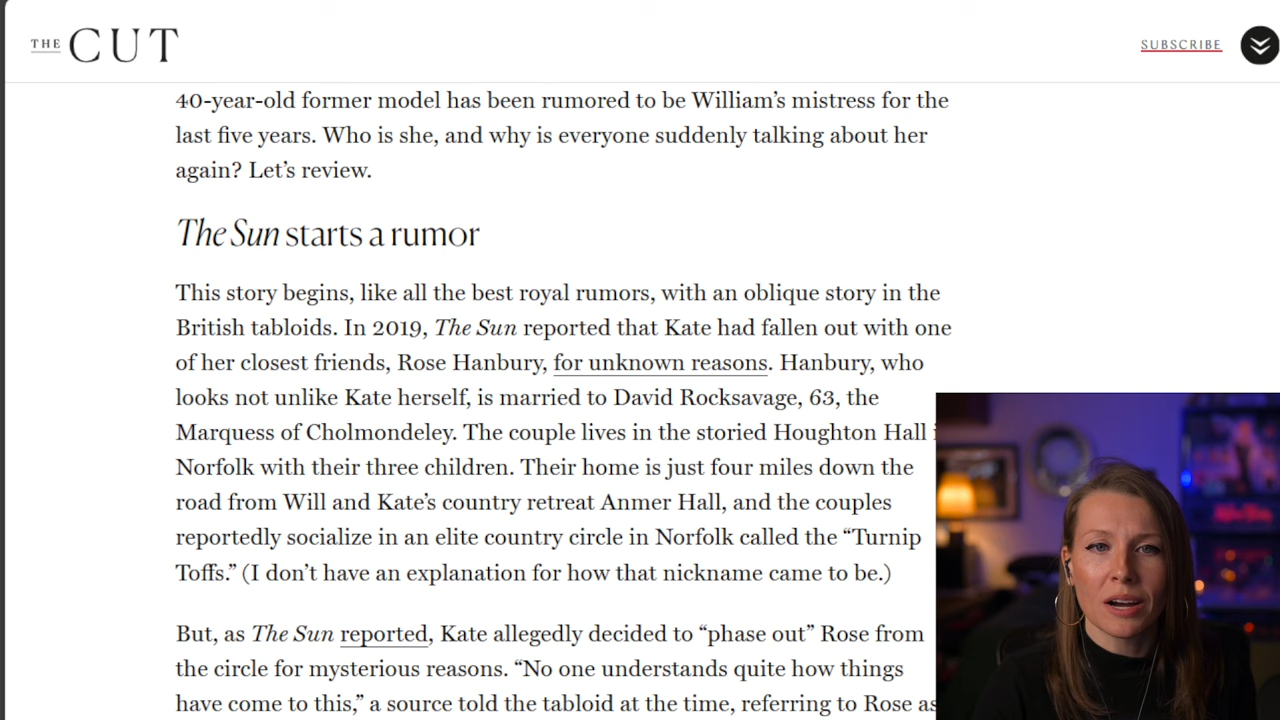 THE CUT
SUBSCRIBE
40-year-old former model has been rumored to be William’s mistress for the
last five years. Who is she, and why is everyone suddenly talking about her
again? Let’s review.
The Sun starts a rumor
This story begins, like all the best royal rumors, with an oblique story in the
British tabloids. In 2019, The Sun reported that Kate had fallen out with one
of her closest friends, Rose Hanbury, for unknown reasons. Hanbury, who
looks not unlike Kate herself, is married to David Rocksavage, 63, the
Marquess of Cholmondeley. The couple lives in the storied Houghton Hall
Norfolk with their three children. Their home is just four miles down the
road from Will and Kate’s country retreat Anmer Hall, and the couples
reportedly socialize in an elite country circle in Norfolk called the “Turnip
Toffs.” (I don’t have an explanation for how that nickname came to be.)
But, as The Sun reported, Kate allegedly decided to “phase out” Rose from
the circle for mysterious reasons. “No one understands quite how things
have come to this,” a source told the tabloid at the time, referring to Rose as